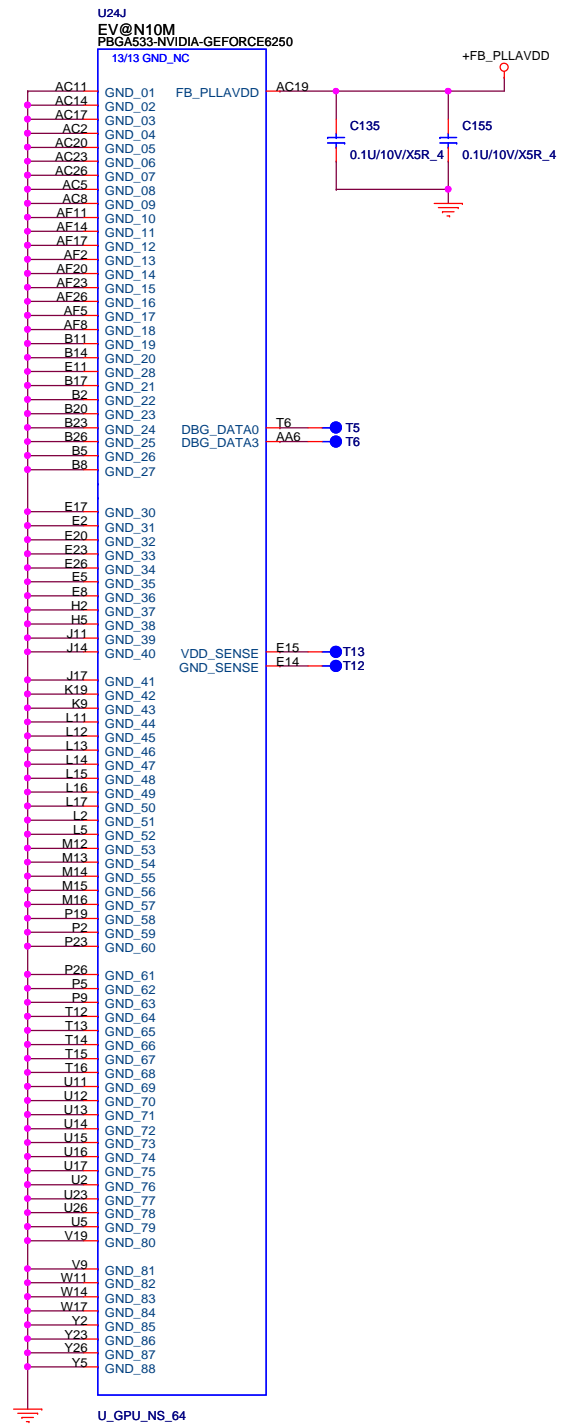 U24J
EV@N10M
PBGA533-NVIDIA-GEFORCE6250
13/13 GND_NC
+FB_PLLAVDD
AC11 GND_01 FB_PLLAVDD AC19
AC14 GND_02
AC17 GND_03
AC2 GND_04 C135 C155
AC20 GND_05
AC23 GND_06 0.1U/10V/X5R_4 0.1U/10V/X5R_4
AC26 GND_07
AC5 GND_08
AC8 GND_09
AF11 GND_10
AF14 GND_11
AF17 GND_12
AF2 GND_13
AF20 GND_14
AF23 GND_15
AF26 GND_16
AF5 GND_17
AF8 GND_18
B11 GND_19
B14 GND_20
E11 GND_28
B17 GND_21
B2 GND_22
B20 GND_23
B23 GND_24 DBG_DATA0 T6 T5
B26 GND_25 DBG_DATA3 AA6 T6
B5 GND_26
B8 GND_27
E17 GND_30
E2 GND_31
E20 GND_32
E23 GND_33
E26 GND_34
E5 GND_35
E8 GND_36
H2 GND_37
H5 GND_38
J11 GND_39
J14 GND_40 VDD_SENSE E15 T13
GND_SENSE E14 T12
J17 GND_41
K19 GND_42
K9 GND_43
L11 GND_44
L12 GND_45
L13 GND_46
L14 GND_47
L15 GND_48
L16 GND_49
L17 GND_50
L2 GND_51
L5 GND_52
M12 GND_53
M13 GND_54
M14 GND_55
M15 GND_56
M16 GND_57
P19 GND_58
P2 GND_59
P23 GND_60
P26 GND_61
P5 GND_62
P9 GND_63
T12 GND_64
T13 GND_65
T14 GND_66
T15 GND_67
T16 GND_68
U11 GND_69
U12 GND_70
U13 GND_71
U14 GND_72
U15 GND_73
U16 GND_74
U17 GND_75
U2 GND_76
U23 GND_77
U26 GND_78
U5 GND_79
V19 GND_80
V9 GND_81
W11 GND_82
W14 GND_83
W17 GND_84
Y2 GND_85
Y23 GND_86
Y26 GND_87
Y5 GND_88
U_GPU_NS_64